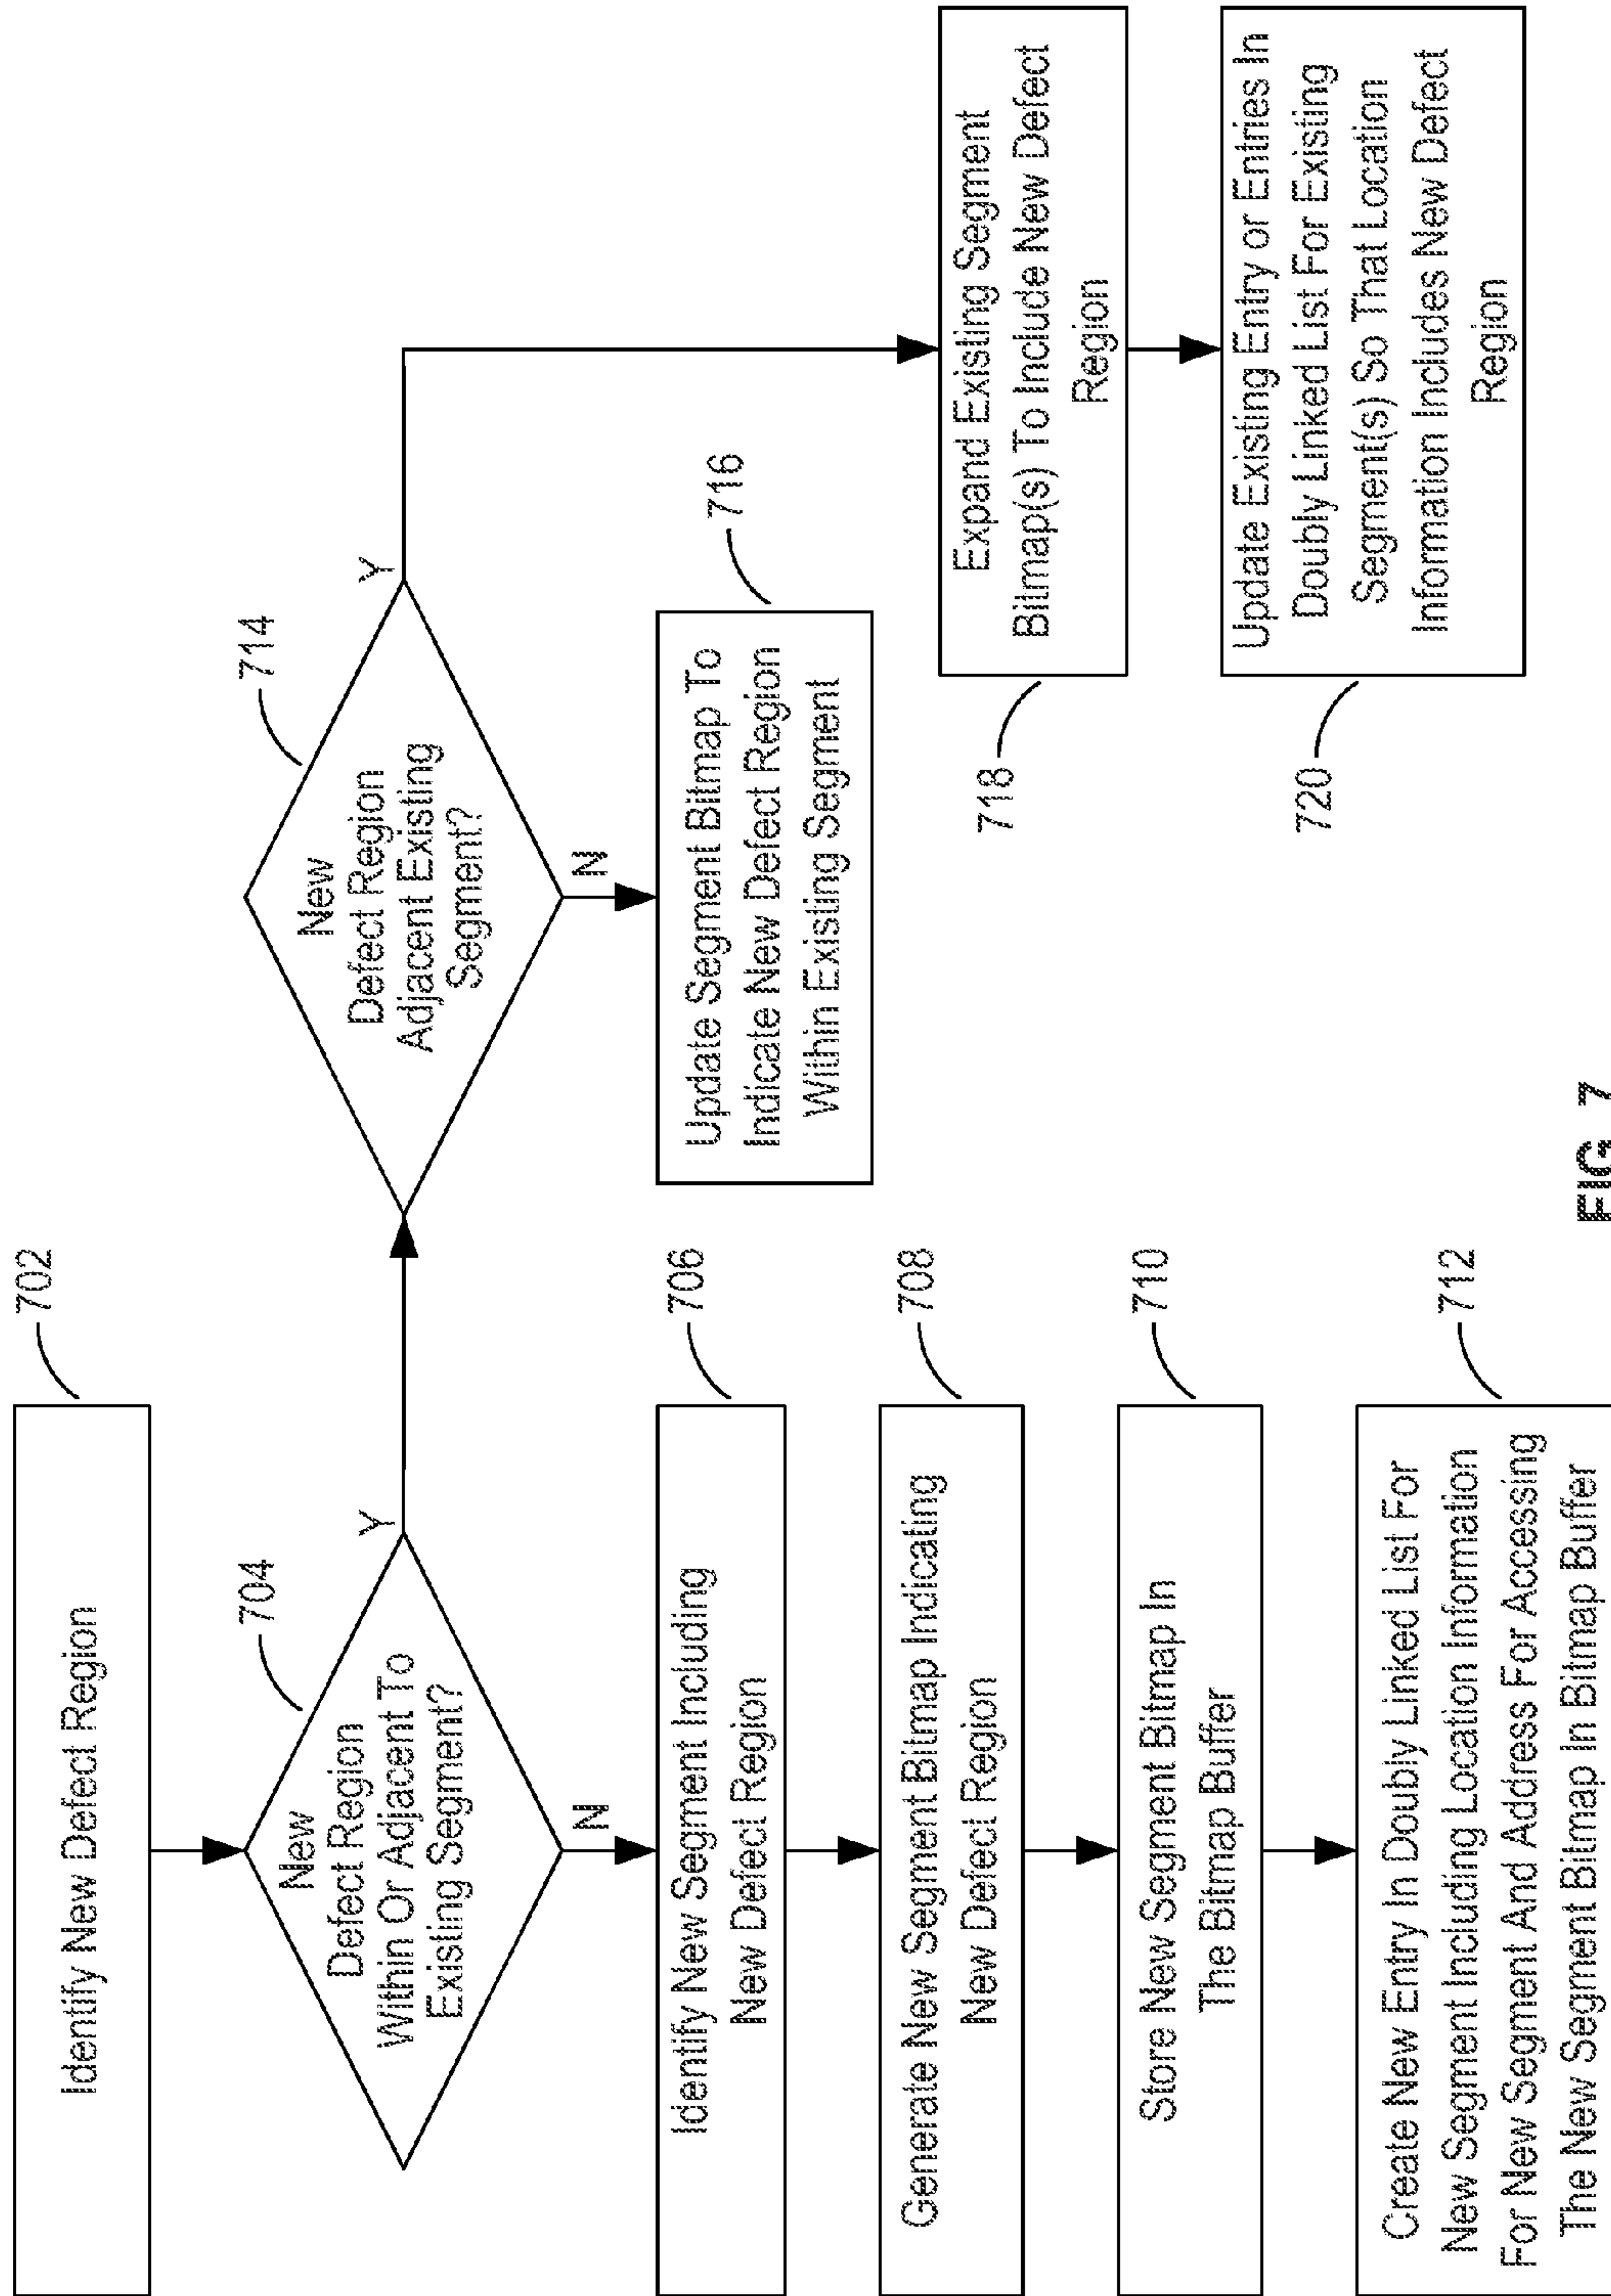 702
Identify New Defect Region
704
New
Defect Region
Within Or Adjacent To
Existing Segment?
Y
N
706
Identify New Segment Including
New Defect Region
708
Generate New Segment Bitmap Indicating
New Defect Region
710
Store New Segment Bitmap In
The Bitmap Buffer
712
Create New Entry In Doubly Linked List For
New Segment Including Location Information
For New Segment And Address For Accessing
The New Segment Bitmap In Bitmap Buffer
714
New
Defect Region
Adjacent Existing
Segment?
Y
N
716
Update Segment Bitmap To
Indicate New Defect Region
Within Existing Segment
718
Expand Existing Segment
Bitmap(s) To Include New Defect
Region
720
Update Existing Entry or Entries In
Doubly Linked List For Existing
Segment(s) So That Location
Information Includes New Defect
Region
FIG. 7